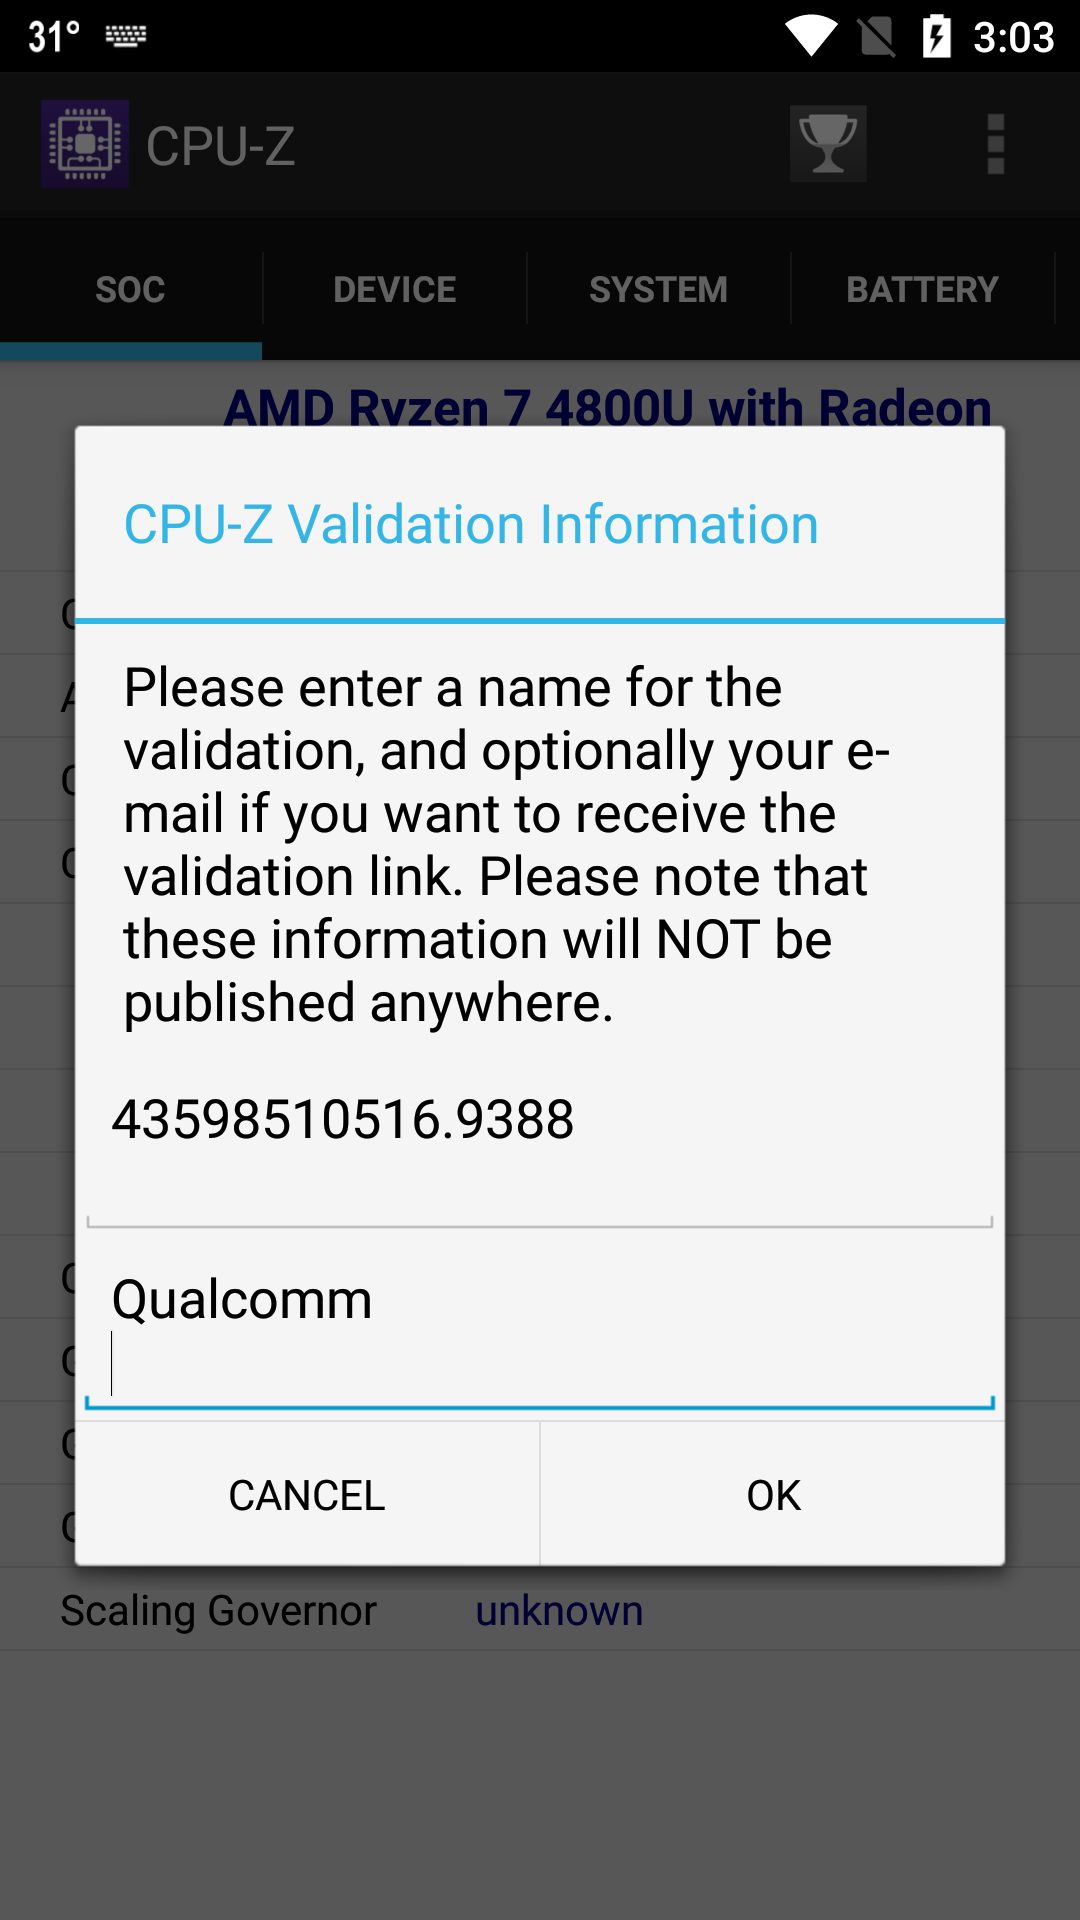 31°
3:03
CPU-Z
SOC
DEVICE
SYSTEM
BATTERY
AMD Ryzen 7 4800U with Radeon
CPU-Z Validation Information
Please enter a name for the
validation, and optionally your e-
mail if you want to receive the
validation link. Please note that
these information will NOT be
published anywhere.
43598510516.9388
Qualcomm
CANCEL
OK
Scaling Governor
unknown